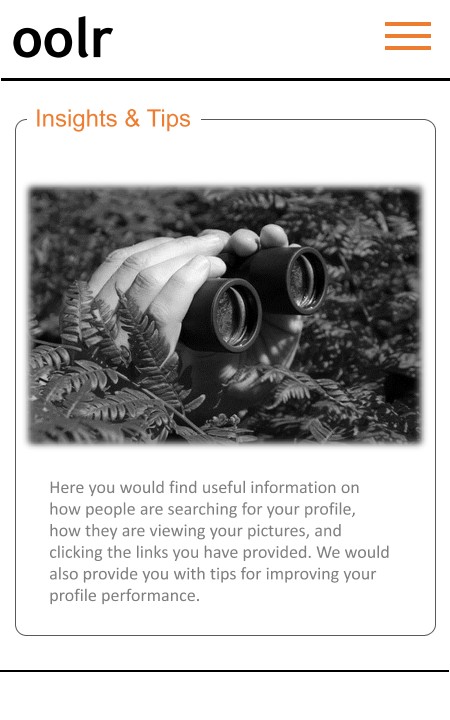 oolr
Insights & Tips
Here you would find useful information on
how people are searching for your profile,
how they are viewing your pictures, and
clicking the links you have provided. We would
also provide you with tips for improving your
profile performance.